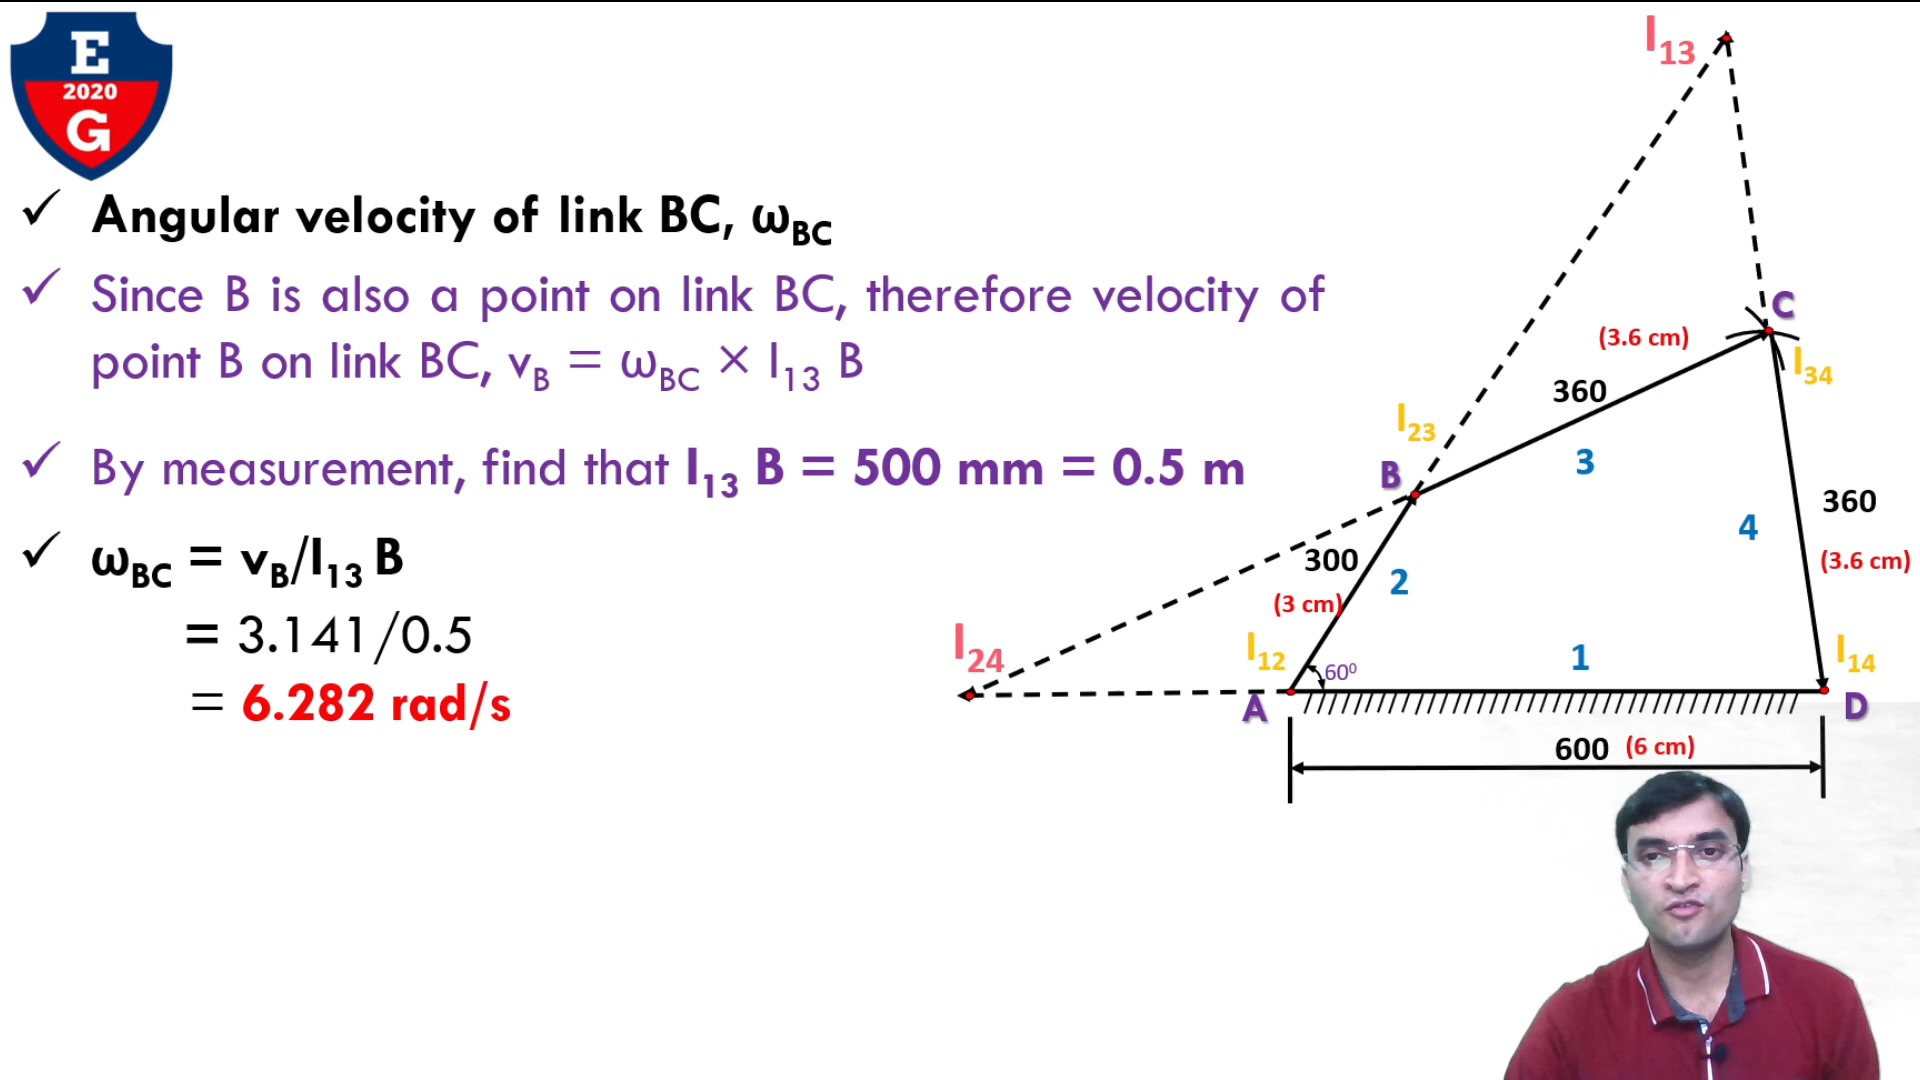 E
2020
G
✓ Angular velocity of link BC, ω_BC
✓ Since B is also a point on link BC, therefore velocity of
point B on link BC, v_B = ω_BC × I_13 B
✓ By measurement, find that I_13 B = 500 mm = 0.5 m
✓ ω_BC = v_B/I_13 B
= 3.141/0.5
= 6.282 rad/s
I_13
C
(3.6 cm)
I_34
360
I_23
B
3
360
4
300
(3.6 cm)
2
(3 cm)
I_24
I_12
60⁰
1
I_14
A
D
600 (6 cm)